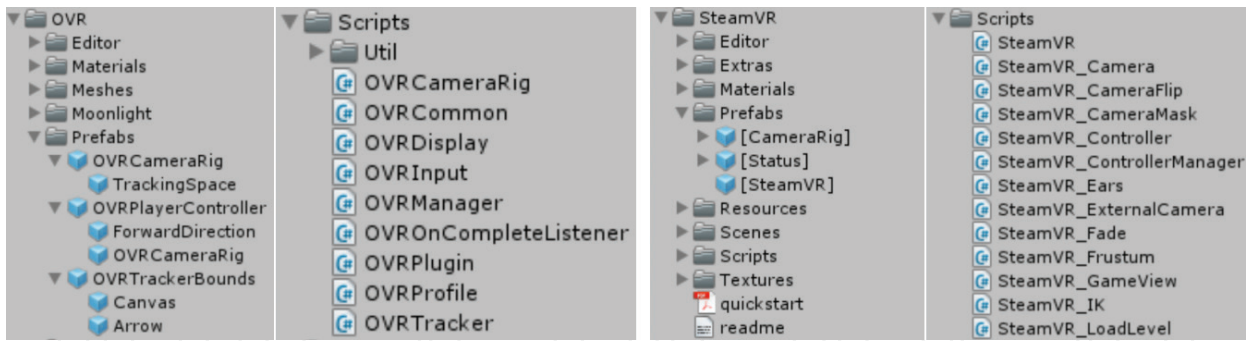 OVR
Editor
Materials
Meshes
Moonlight
Prefabs
OVRCameraRig
TrackingSpace
OVRPlayerController
ForwardDirection
OVRCameraRig
OVRTrackerBounds
Canvas
Arrow
Scripts
Util
OVRCameraRig
OVRCommon
OVRDisplay
OVRInput
OVRManager
OVROnCompleteListener
OVRPlugin
OVRProfile
OVRTracker
SteamVR
Editor
Extras
Materials
Prefabs
[CameraRig]
[Status]
[SteamVR]
Resources
Scenes
Scripts
Textures
quickstart
readme
Scripts
SteamVR
SteamVR_Camera
SteamVR_CameraFlip
SteamVR_CameraMask
SteamVR_Controller
SteamVR_ControllerManager
SteamVR_Ears
SteamVR_ExternalCamera
SteamVR_Fade
SteamVR_Frustum
SteamVR_GameView
SteamVR_IK
SteamVR_LoadLevel